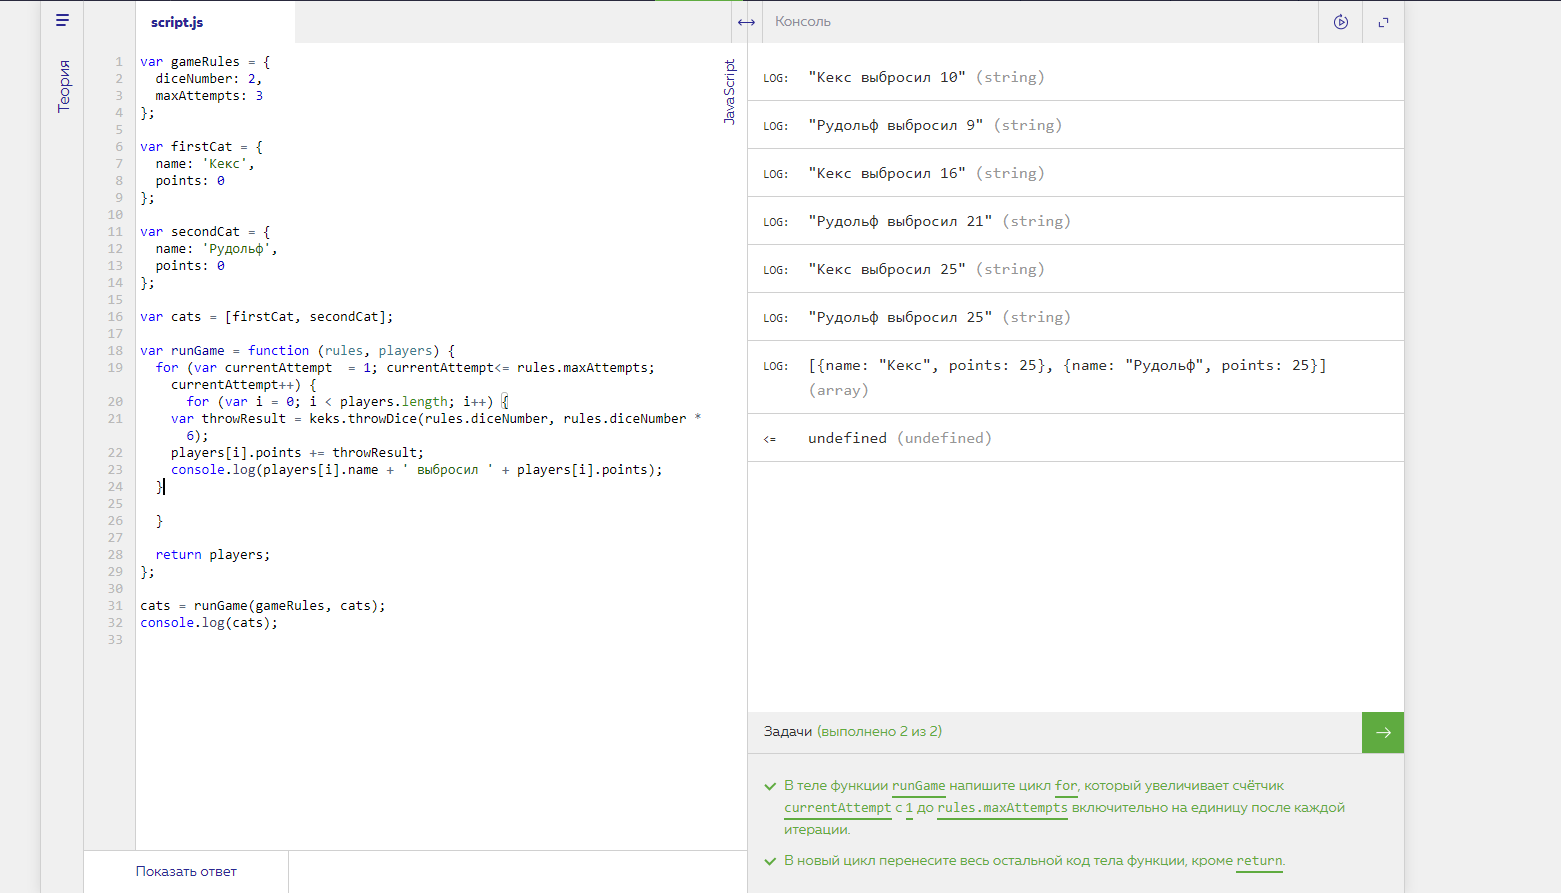 script.js
Теория
1 var gameRules = {
2   diceNumber: 2,
3   maxAttempts: 3
4 };
5
6 var firstCat = {
7   name: 'Кекс',
8   points: 0
9 };
10
11 var secondCat = {
12   name: 'Рудольф',
13   points: 0
14 };
15
16 var cats = [firstCat, secondCat];
17
18 var runGame = function (rules, players) {
19   for (var currentAttempt  = 1; currentAttempt<= rules.maxAttempts;
    currentAttempt++) {
20       for (var i = 0; i < players.length; i++) {
21     var throwResult = keks.throwDice(rules.diceNumber, rules.diceNumber *
      6);
22     players[i].points += throwResult;
23     console.log(players[i].name + ' выбросил ' + players[i].points);
24   }
25
26   }
27
28   return players;
29 };
30
31 cats = runGame(gameRules, cats);
32 console.log(cats);
33
JavaScript
Показать ответ
Консоль
LOG: "Кекс выбросил 10" (string)
LOG: "Рудольф выбросил 9" (string)
LOG: "Кекс выбросил 16" (string)
LOG: "Рудольф выбросил 21" (string)
LOG: "Кекс выбросил 25" (string)
LOG: "Рудольф выбросил 25" (string)
LOG: [{name: "Кекс", points: 25}, {name: "Рудольф", points: 25}]
(array)
<= undefined (undefined)
Задачи (выполнено 2 из 2)
В теле функции runGame напишите цикл for, который увеличивает счётчик
currentAttempt с 1 до rules.maxAttempts включительно на единицу после каждой
итерации.
В новый цикл перенесите весь остальной код тела функции, кроме return.